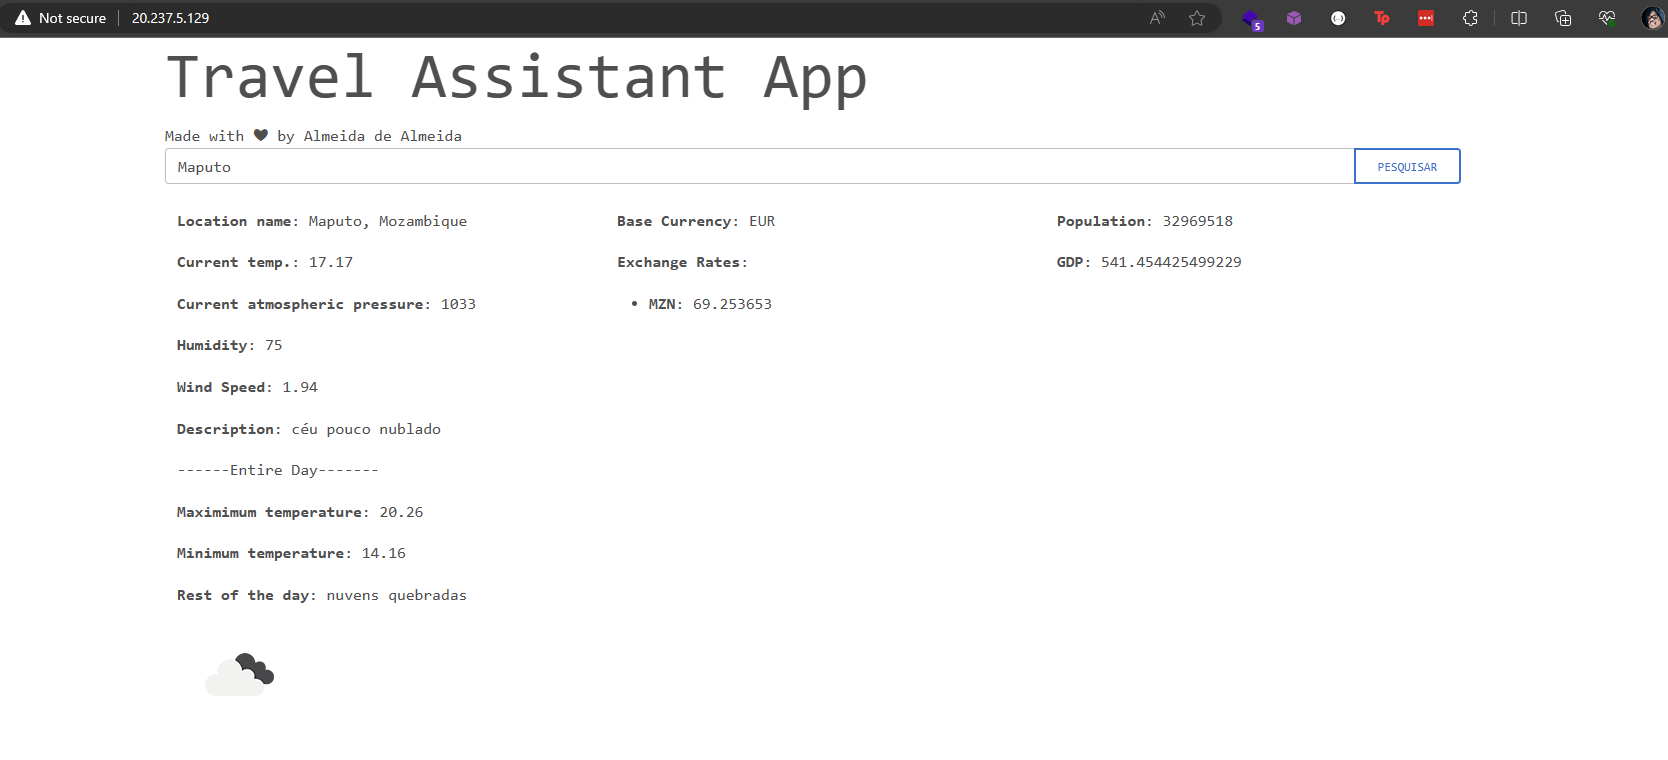 Not secure
20.237.5.129
5
Tp
Travel Assistant App
Made with ♥ by Almeida de Almeida
Maputo
PESQUISAR
Location name: Maputo, Mozambique
Current temp.: 17.17
Current atmospheric pressure: 1033
Humidity: 75
Wind Speed: 1.94
Description: céu pouco nublado
------Entire Day-------
Maximimum temperature: 20.26
Minimum temperature: 14.16
Rest of the day: nuvens quebradas
Base Currency: EUR
Exchange Rates:
• MZN: 69.253653
Population: 32969518
GDP: 541.454425499229